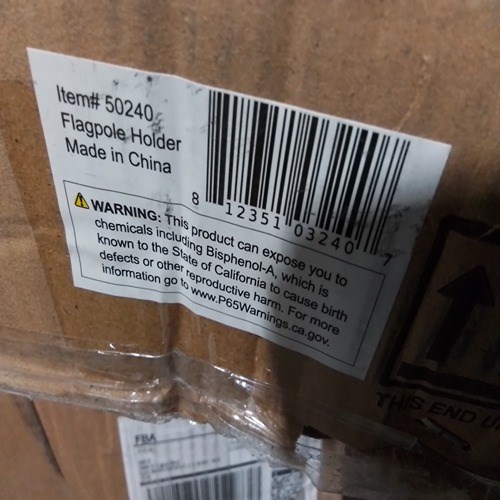 Item# 50240
Flagpole Holder
Made in China
8 12351 03240 7
WARNING: This product can expose you to
chemicals including Bisphenol-A, which is
known to the State of California to cause birth
defects or other reproductive harm. For more
information go to www.P65Warnings.ca.gov.
THIS END
FBA